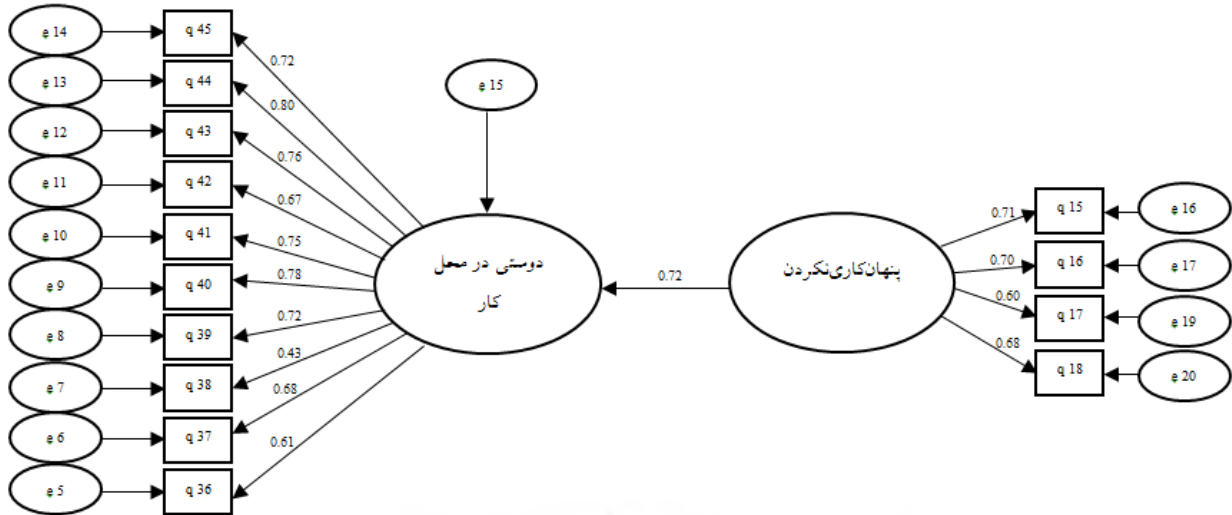 e 14
q 45
0.72
e 13
q 44
0.80
e 15
e 12
q 43
0.76
e 11
q 42
0.67
e 10
q 41
0.75
e 9
q 40
0.78
e 8
q 39
0.72
e 7
q 38
0.43
e 6
q 37
0.68
e 5
q 36
0.61
دوستی در محل
کار
0.72
پنهان‌کاری‌نکردن
0.71
q 15
e 16
0.70
q 16
e 17
0.60
q 17
e 19
0.68
q 18
e 20